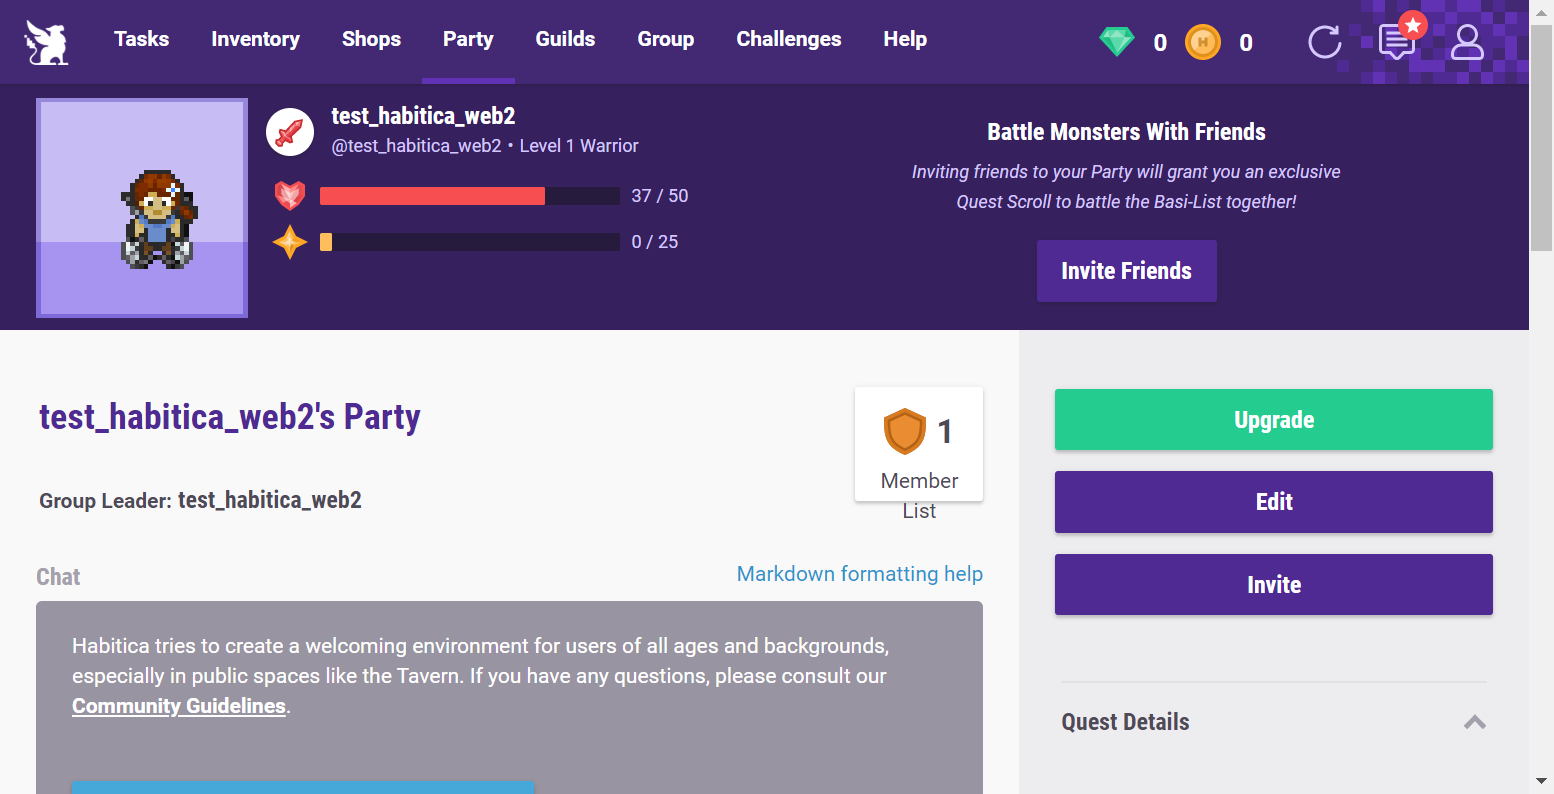 Tasks Inventory Shops Party Guilds Group Challenges Help 0 H 0
test_habitica_web2
@test_habitica_web2 • Level 1 Warrior
37 / 50
0 / 25
Battle Monsters With Friends
Inviting friends to your Party will grant you an exclusive
Quest Scroll to battle the Basi-List together!
Invite Friends
test_habitica_web2's Party
1
Member
List
Group Leader: test_habitica_web2
Chat
Markdown formatting help
Habitica tries to create a welcoming environment for users of all ages and backgrounds,
especially in public spaces like the Tavern. If you have any questions, please consult our
Community Guidelines.
Upgrade
Edit
Invite
Quest Details